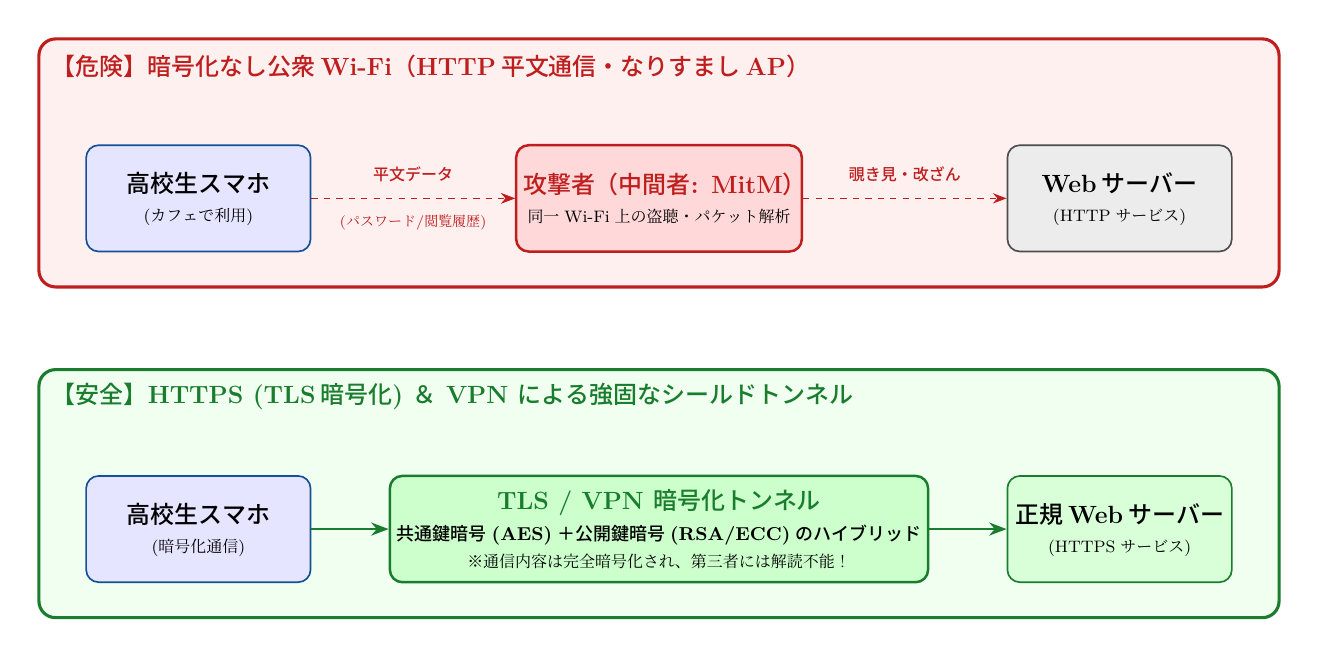 【危険】暗号化なし公衆 Wi-Fi（HTTP 平文通信・なりすまし AP）
高校生スマホ
(カフェで利用)
平文データ
(パスワード/閲覧履歴)
攻撃者（中間者: MitM）
同一 Wi-Fi 上の盗聴・パケット解析
覗き見・改ざん
Web サーバー
(HTTP サービス)
【安全】HTTPS (TLS 暗号化) ＆ VPN による強固なシールドトンネル
高校生スマホ
(暗号化通信)
TLS / VPN 暗号化トンネル
共通鍵暗号 (AES) ＋公開鍵暗号 (RSA/ECC) のハイブリッド
※通信内容は完全暗号化され、第三者には解読不能！
正規 Web サーバー
(HTTPS サービス)